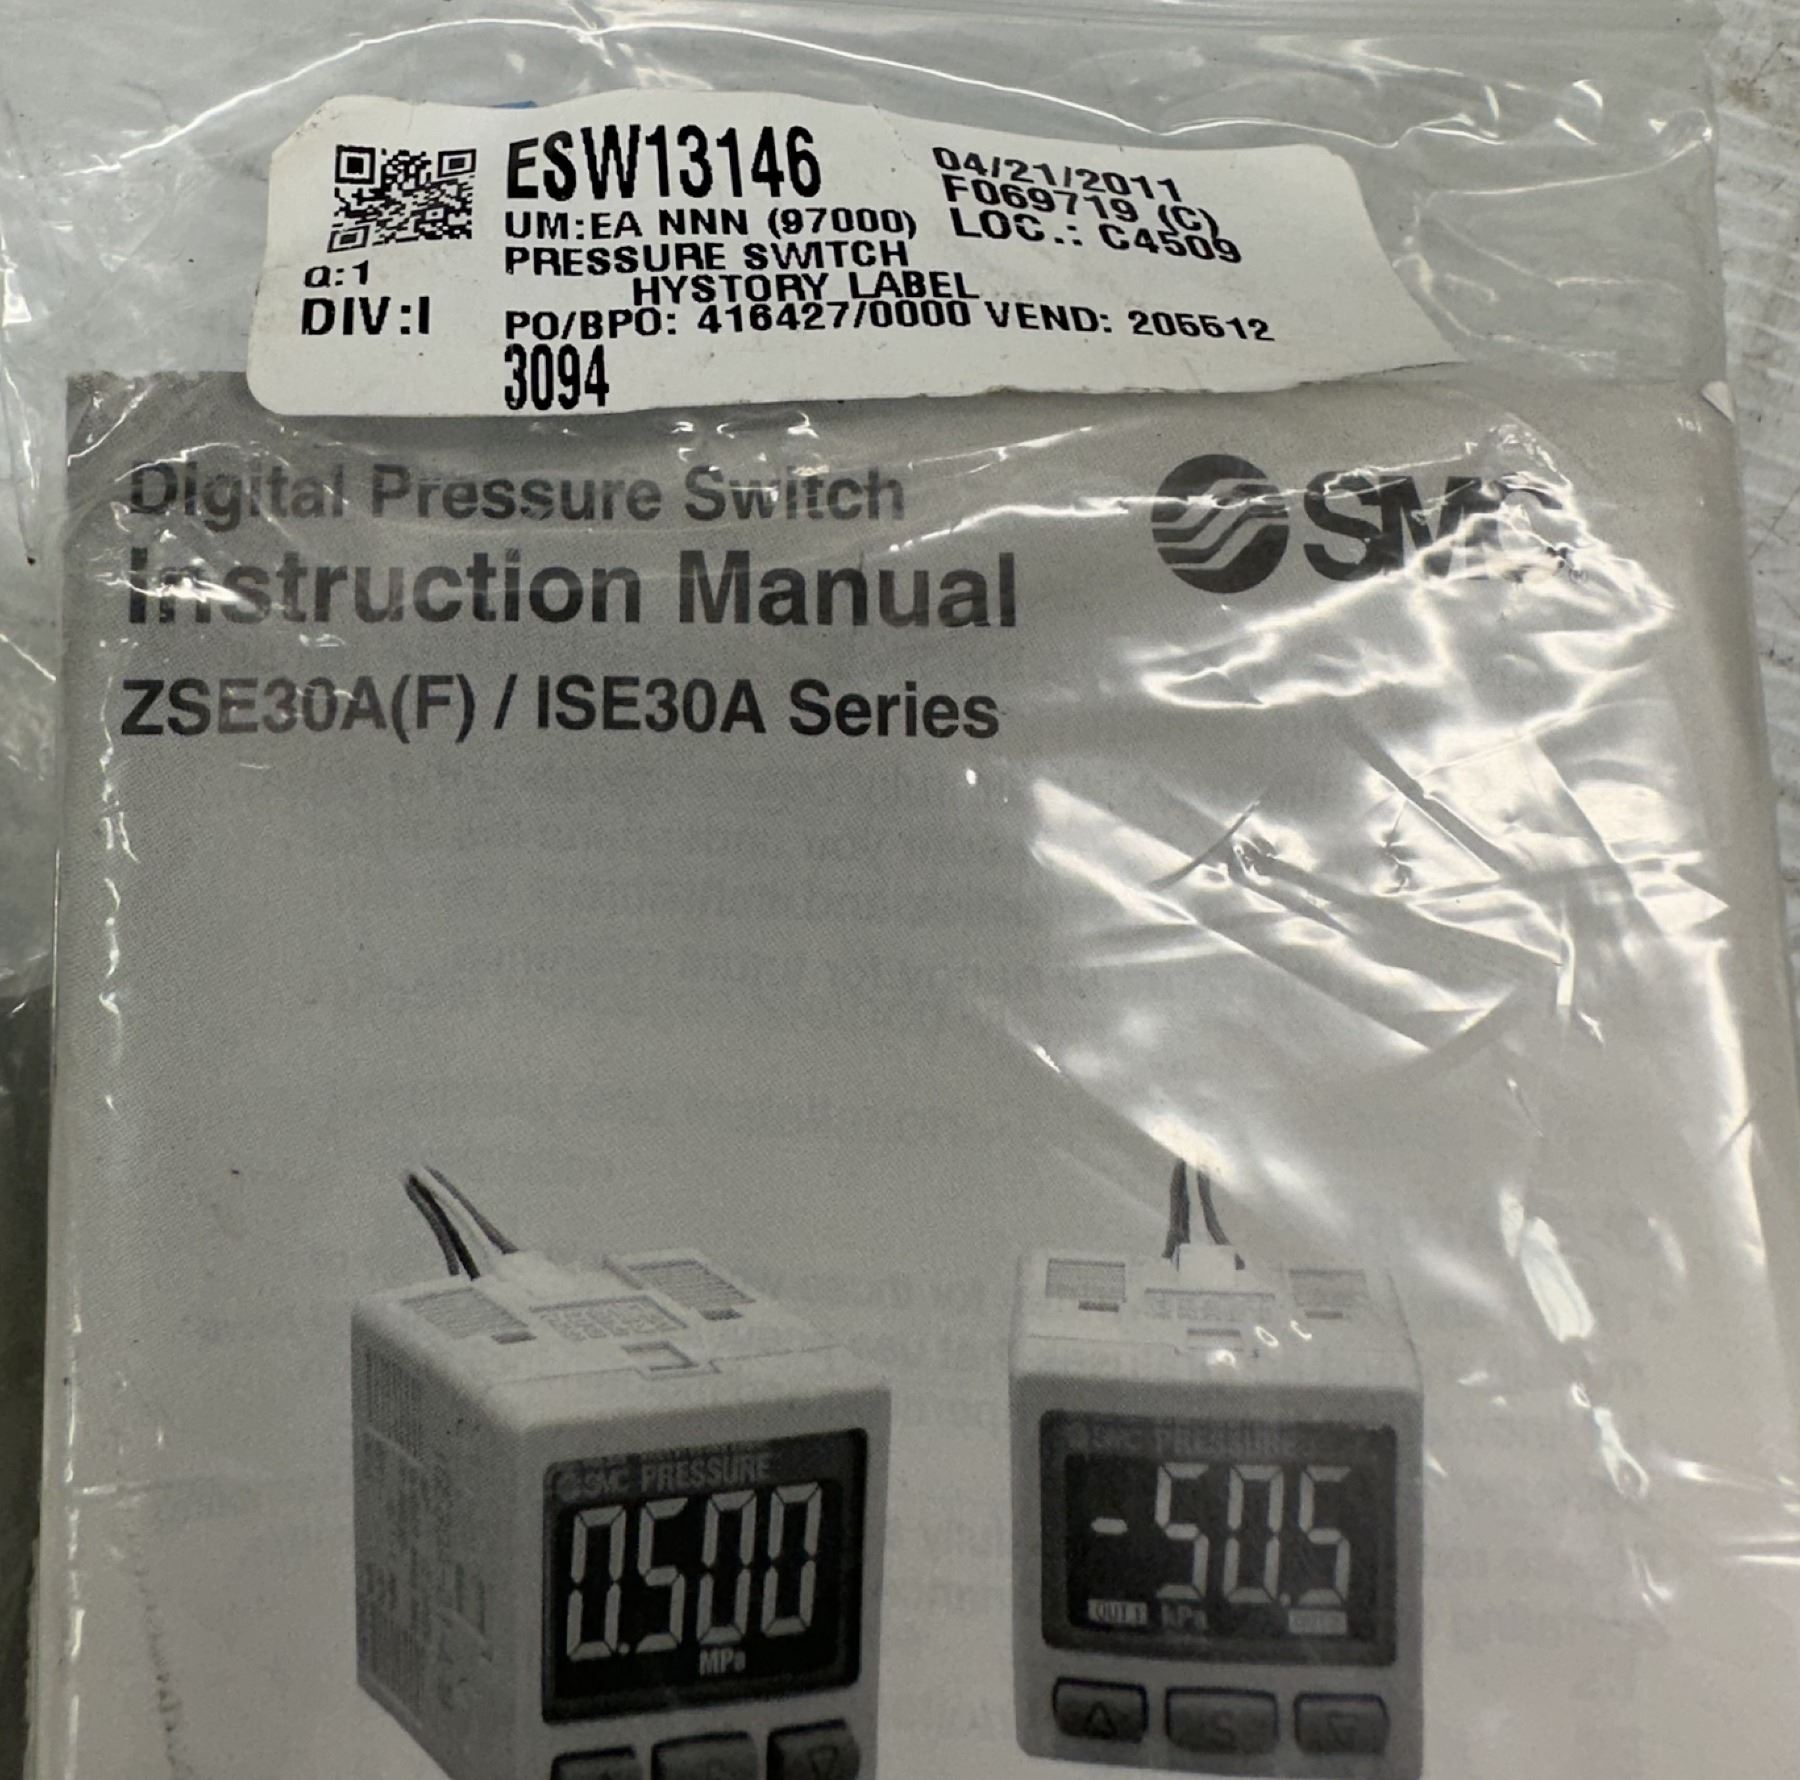 ESW13146
04/21/2011
UM:EA NNN (97000)
F069719 (C)
LOC.: C4509
PRESSURE SWITCH
Q:1
HYSTORY LABEL
DIV:I
PO/BPO: 416427/0000 VEND: 205512
3094
Digital Pressure Switch
SMC
Instruction Manual
ZSE30A(F) / ISE30A Series
SMC PRESSURE
0.500
MPa
SMC PRESSURE
-50.5
OUT1 kPa
S